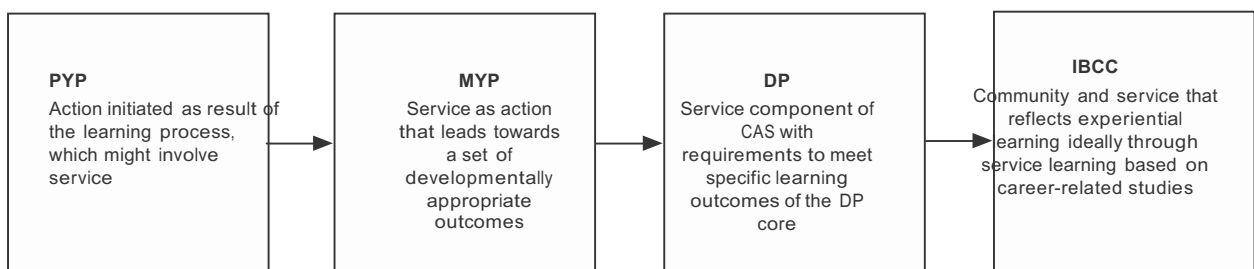 PYP
Action initiated as result of
the learning process,
which might involve
service
MYP
Service as action
that leads towards
a set of
developmentally
appropriate
outcomes
DP
Service component of
CAS with
requirements to meet
specific learning
outcomes of the DP
core
IBCC
Community and service that
reflects experiential
earning ideally through
service learning based on
career-related studies